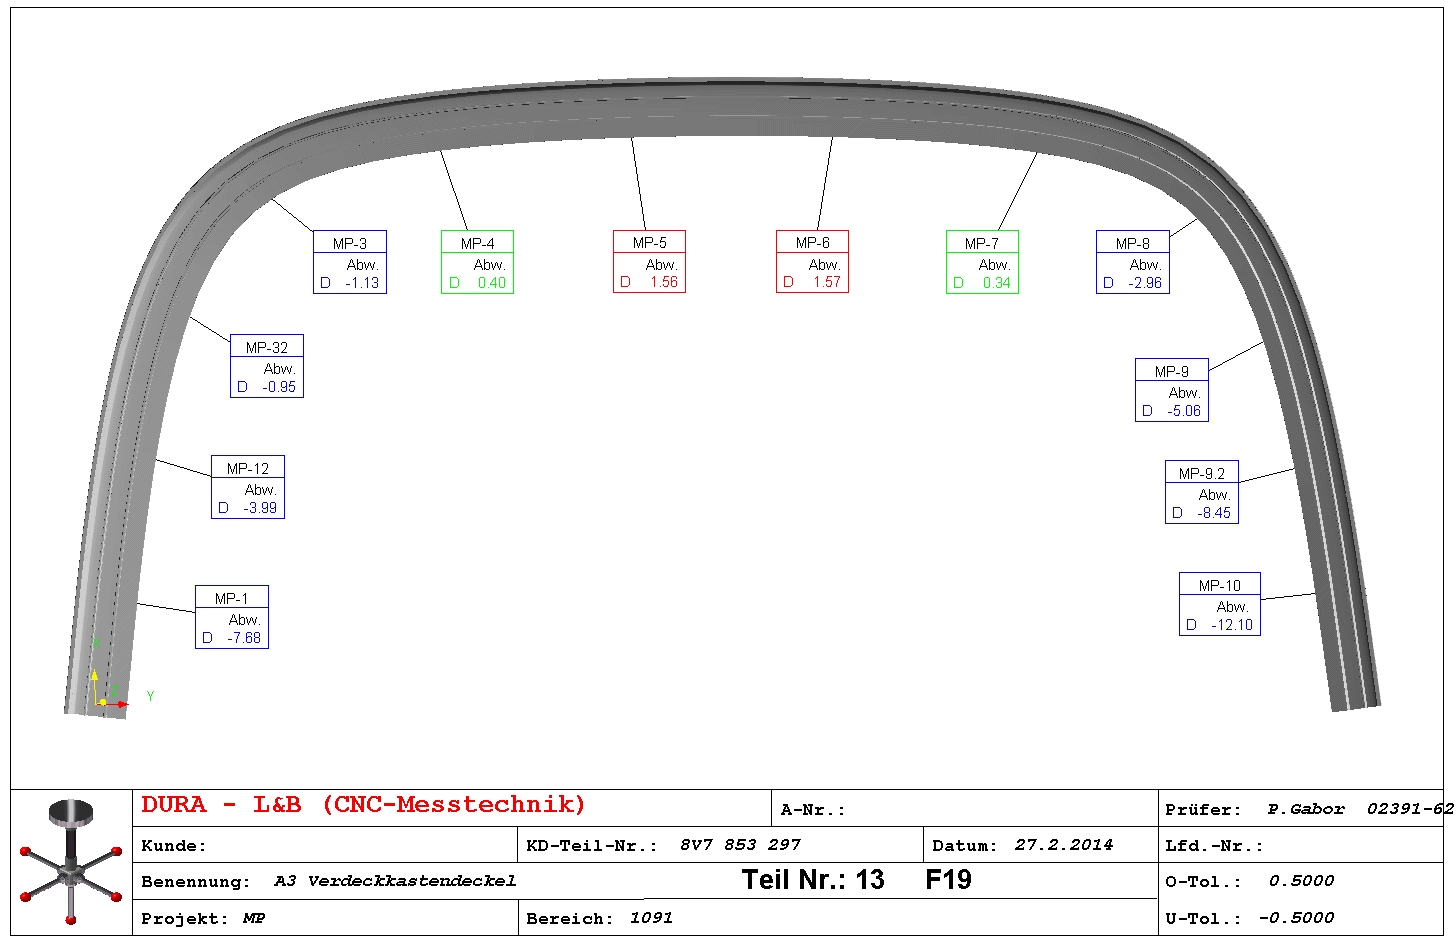 MP-3
Abw.
D -1.13
MP-4
Abw.
D 0.40
MP-5
Abw.
D 1.56
MP-6
Abw.
D 1.57
MP-7
Abw.
D 0.34
MP-8
Abw.
D -2.96
MP-32
Abw.
D -0.95
MP-9
Abw.
D -5.06
MP-12
Abw.
D -3.99
MP-9.2
Abw.
D -8.45
MP-1
Abw.
D -7.68
MP-10
Abw.
D -12.10
Z
Y
DURA - L&B (CNC-Messtechnik)
A-Nr.:
Prüfer: P.Gabor 02391-62
Kunde:
KD-Teil-Nr.: 8V7 853 297
Datum: 27.2.2014
Lfd.-Nr.:
Benennung: A3 Verdeckkastendeckel
Teil Nr.: 13 F19
O-Tol.: 0.5000
Projekt: MP
Bereich: 1091
U-Tol.: -0.5000